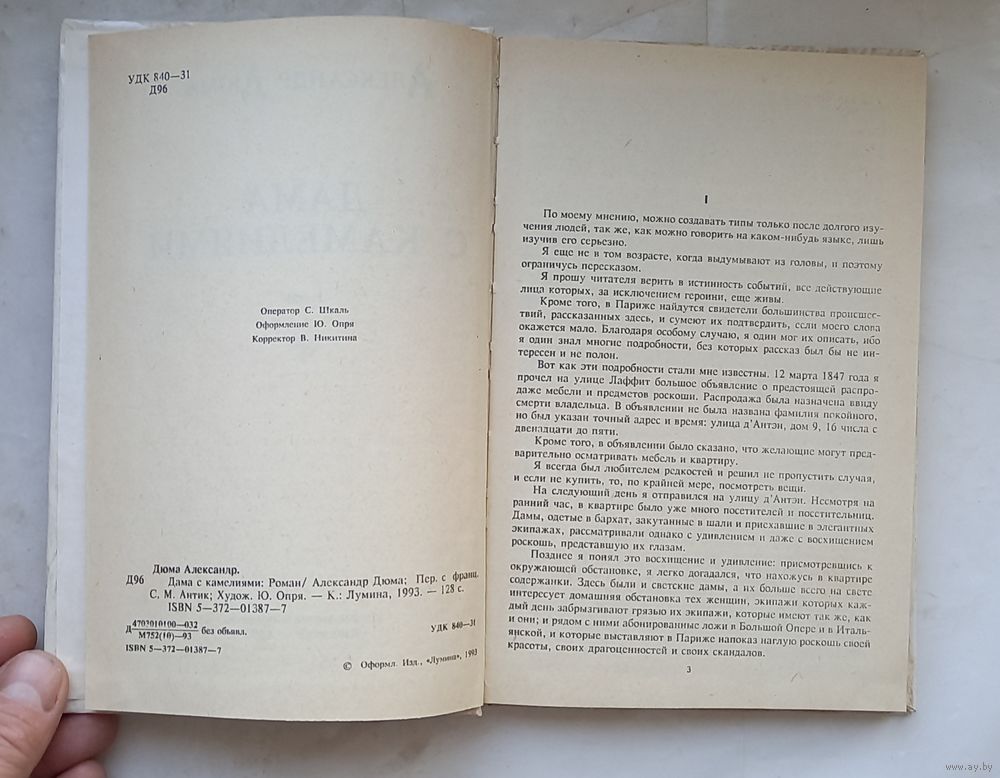 УДК 840—31
Д96
Оператор С. Шкаль
Оформление Ю. Опря
Корректор В. Никитина
Дюма Александр.
Д96 Дама с камелиями: Роман/ Александр Дюма; Пер. с франц.
С. М. Антик; Худож. Ю. Опря. — К.: Лумина, 1993. — 128 с.
ISBN 5—372—01387—7
Д 4703010100—032
М752(10)—93 — без объявл.
УДК 840—31
ISBN 5—372—01387—7
© Оформл. Изд., «Лумина», 1993
I
По моему мнению, можно создавать типы только после долгого изу-
чения людей, так же, как можно говорить на каком-нибудь языке, лишь
изучив его серьезно.
Я еще не в том возрасте, когда выдумывают из головы, и поэтому
ограничусь пересказом.
Я прошу читателя верить в истинность событий, все действующие
лица которых, за исключением героини, еще живы.
Кроме того, в Париже найдутся свидетели большинства происшес-
твий, рассказанных здесь, и сумеют их подтвердить, если моего слова
окажется мало. Благодаря особому случаю, я один мог их описать, ибо
я один знал многие подробности, без которых рассказ был бы не ин-
тересен и не полон.
Вот как эти подробности стали мне известны. 12 марта 1847 года я
прочел на улице Лаффит большое объявление о предстоящей распро-
даже мебели и предметов роскоши. Распродажа была назначена ввиду
смерти владельца. В объявлении не была названа фамилия покойного,
но был указан точный адрес и время: улица д’Антэн, дом 9, 16 числа с
двенадцати до пяти.
Кроме того, в объявлении было сказано, что желающие могут пред-
варительно осматривать мебель и квартиру.
Я всегда был любителем редкостей и решил не пропустить случая,
и если не купить, то, по крайней мере, посмотреть вещи.
На следующий день я отправился на улицу д’Антэн. Несмотря на
ранний час, в квартире было уже много посетителей и посетительниц.
Дамы, одетые в бархат, закутанные в шали и приехавшие в элегантных
экипажах, рассматривали однако с удивлением и даже с восхищением
роскошь, представшую их глазам.
Позднее я понял это восхищение и удивление: присмотревшись к
окружающей обстановке, я легко догадался, что нахожусь в квартире
содержанки. Здесь были и светские дамы, а их больше всего на свете
интересует домашняя обстановка тех женщин, экипажи которых каж-
дый день забрызгивают грязью их экипажи, которые имеют так же, как
и они; и рядом с ними абонированные ложи в Большой Опере и в Италь-
янской, и которые выставляют в Париже напоказ наглую роскошь своей
красоты, своих драгоценностей и своих скандалов.
3
www.ay.by